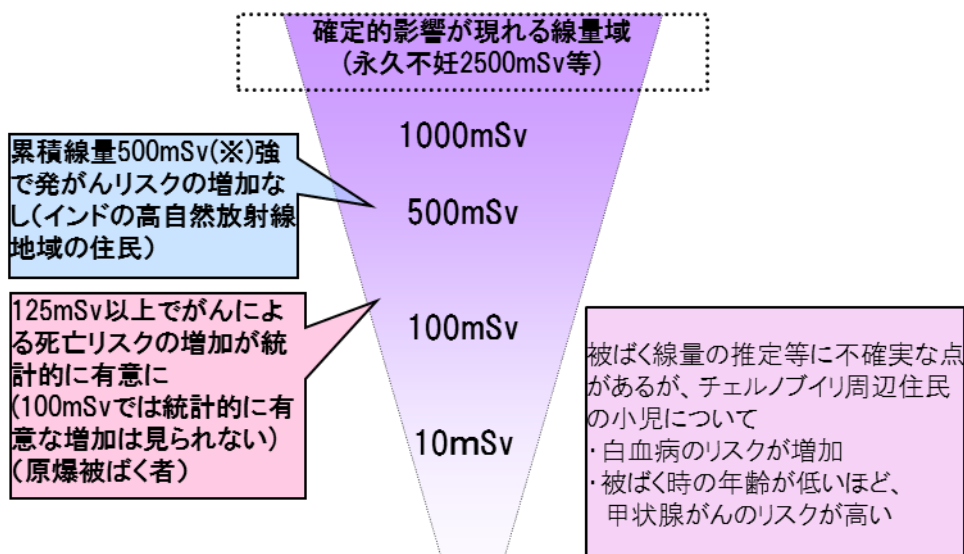 確定的影響が現れる線量域
(永久不妊2500mSv等)
1000mSv
累積線量500mSv(※)強
で発がんリスクの増加な
し(インドの高自然放射線
地域の住民)
500mSv
125mSv以上でがんによ
る死亡リスクの増加が統
計的に有意に
(100mSvでは統計的に有
意な増加は見られない)
(原爆被ばく者)
100mSv
10mSv
被ばく線量の推定等に不確実な点
があるが、チェルノブイリ周辺住民
の小児について
・白血病のリスクが増加
・被ばく時の年齢が低いほど、
甲状腺がんのリスクが高い